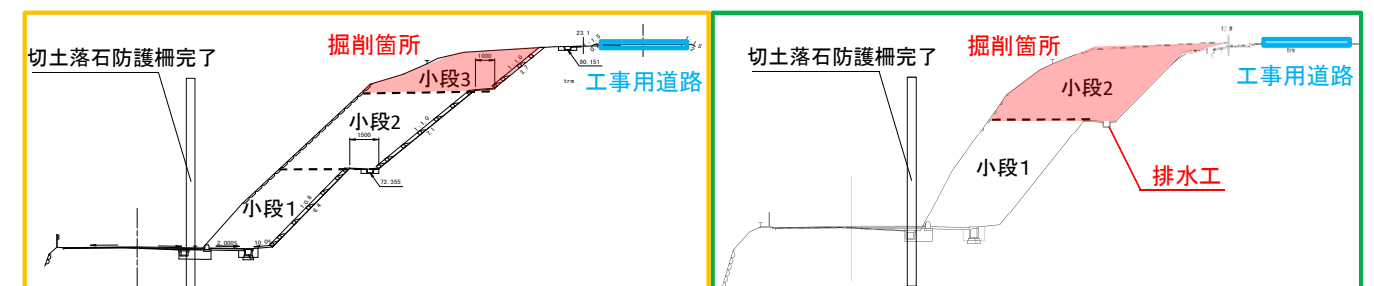 切土落石防護柵完了
掘削箇所
小段3
1000
23.1
80.151
trm
工事用道路
小段2
1500
72.355
小段1
2.000%
切土落石防護柵完了
掘削箇所
小段2
trm
工事用道路
小段1
排水工